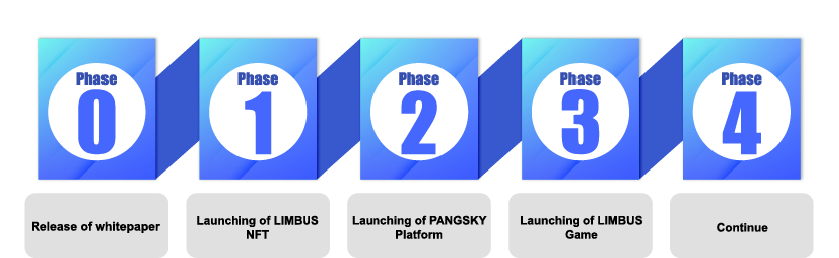 Phase
0
Phase
1
Phase
2
Phase
3
Phase
4
Release of whitepaper
Launching of LIMBUS
NFT
Launching of PANGSKY
Platform
Launching of LIMBUS
Game
Continue